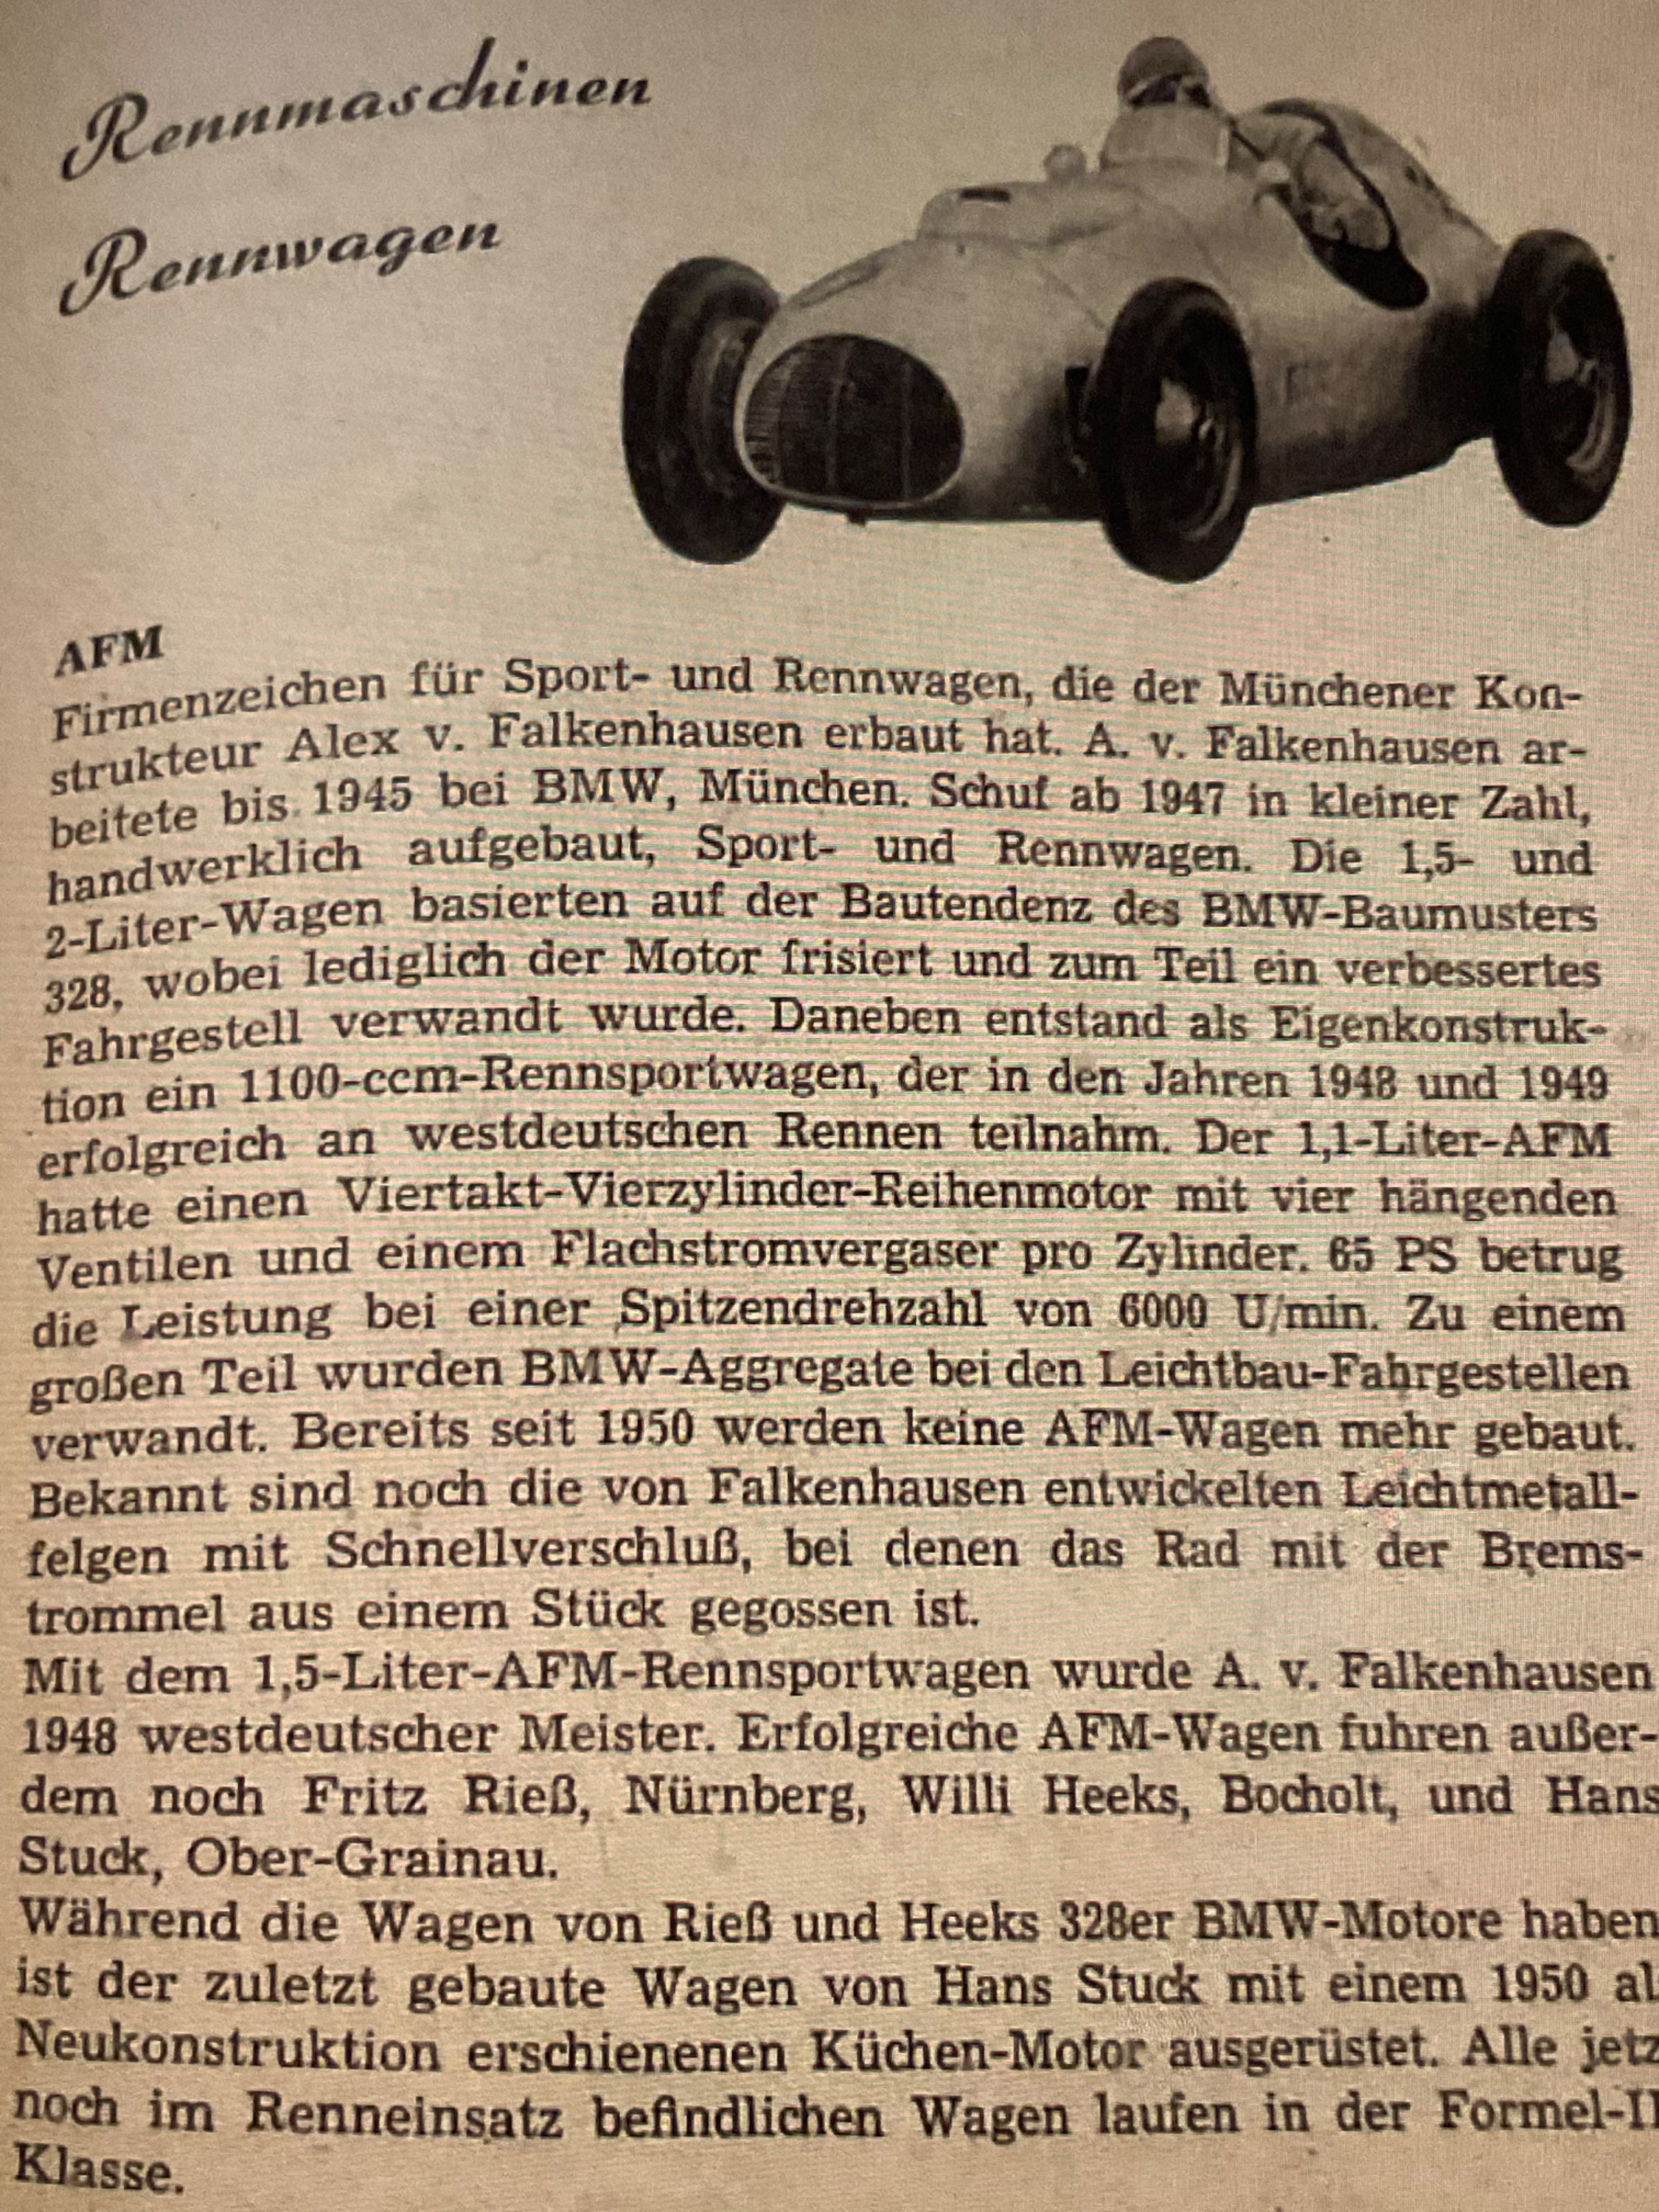 Rennmaschinen
Rennwagen
AFM
Firmenzeichen für Sport- und Rennwagen, die der Münchener Kon-
strukteur Alex v. Falkenhausen erbaut hat. A. v. Falkenhausen ar-
beitete bis 1945 bei BMW, München. Schuf ab 1947 in kleiner Zahl,
handwerklich aufgebaut, Sport- und Rennwagen. Die 1,5- und
2-Liter-Wagen basierten auf der Bautendenz des BMW-Baumusters
328, wobei lediglich der Motor frisiert und zum Teil ein verbessertes
Fahrgestell verwandt wurde. Daneben entstand als Eigenkonstruk-
tion ein 1100-ccm-Rennsportwagen, der in den Jahren 1948 und 1949
erfolgreich an westdeutschen Rennen teilnahm. Der 1,1-Liter-AFM
hatte einen Viertakt-Vierzylinder-Reihenmotor mit vier hängenden
Ventilen und einem Flachstromvergaser pro Zylinder. 65 PS betrug
die Leistung bei einer Spitzendrehzahl von 6000 U/min. Zu einem
großen Teil wurden BMW-Aggregate bei den Leichtbau-Fahrgestellen
verwandt. Bereits seit 1950 werden keine AFM-Wagen mehr gebaut.
Bekannt sind noch die von Falkenhausen entwickelten Leichtmetall-
felgen mit Schnellverschluß, bei denen das Rad mit der Brems-
trommel aus einem Stück gegossen ist.
Mit dem 1,5-Liter-AFM-Rennsportwagen wurde A. v. Falkenhausen
1948 westdeutscher Meister. Erfolgreiche AFM-Wagen fuhren außer-
dem noch Fritz Rieß, Nürnberg, Willi Heeks, Bocholt, und Hans
Stuck, Ober-Grainau.
Während die Wagen von Rieß und Heeks 328er BMW-Motore haben
ist der zuletzt gebaute Wagen von Hans Stuck mit einem 1950 al
Neukonstruktion erschienenen Küchen-Motor ausgerüstet. Alle jetz
noch im Renneinsatz befindlichen Wagen laufen in der Formel-II
Klasse.